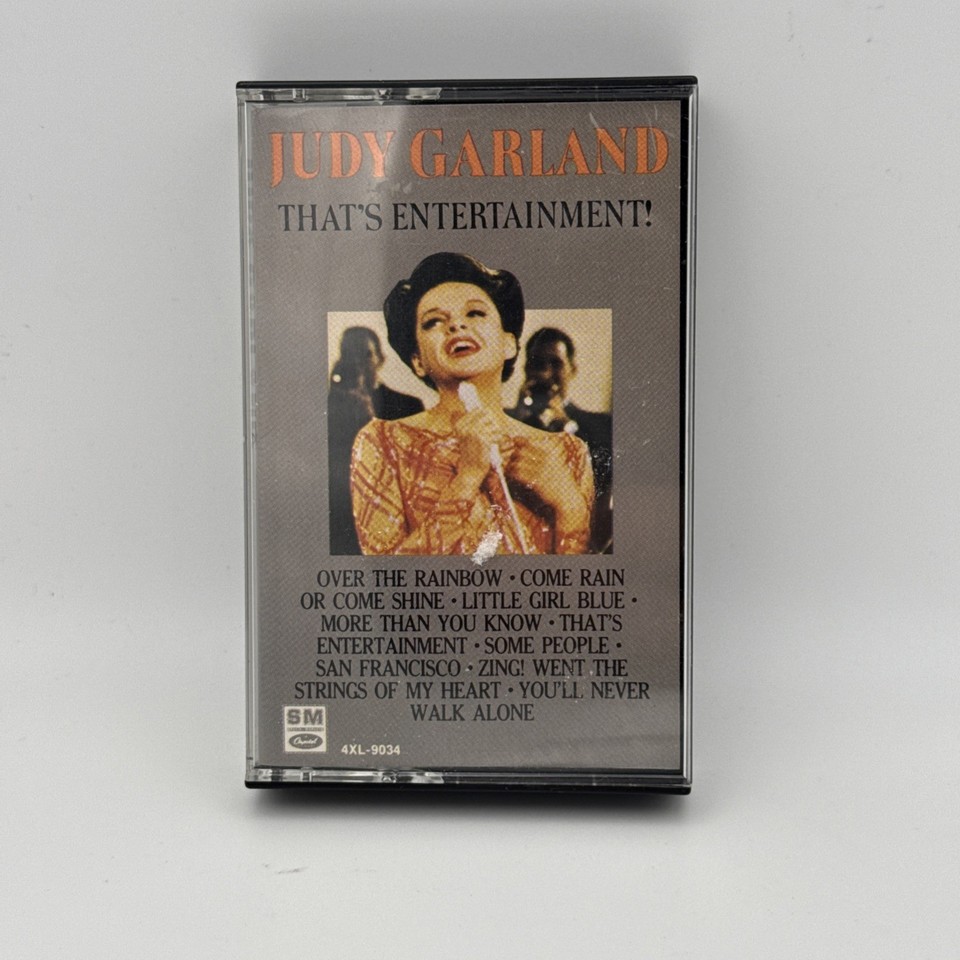 JUDY GARLAND
THAT'S ENTERTAINMENT!
OVER THE RAINBOW • COME RAIN
OR COME SHINE • LITTLE GIRL BLUE •
MORE THAN YOU KNOW • THAT'S
ENTERTAINMENT • SOME PEOPLE •
SAN FRANCISCO • ZING! WENT THE
STRINGS OF MY HEART • YOU'LL NEVER
WALK ALONE
SM
Capitol
4XL-9034